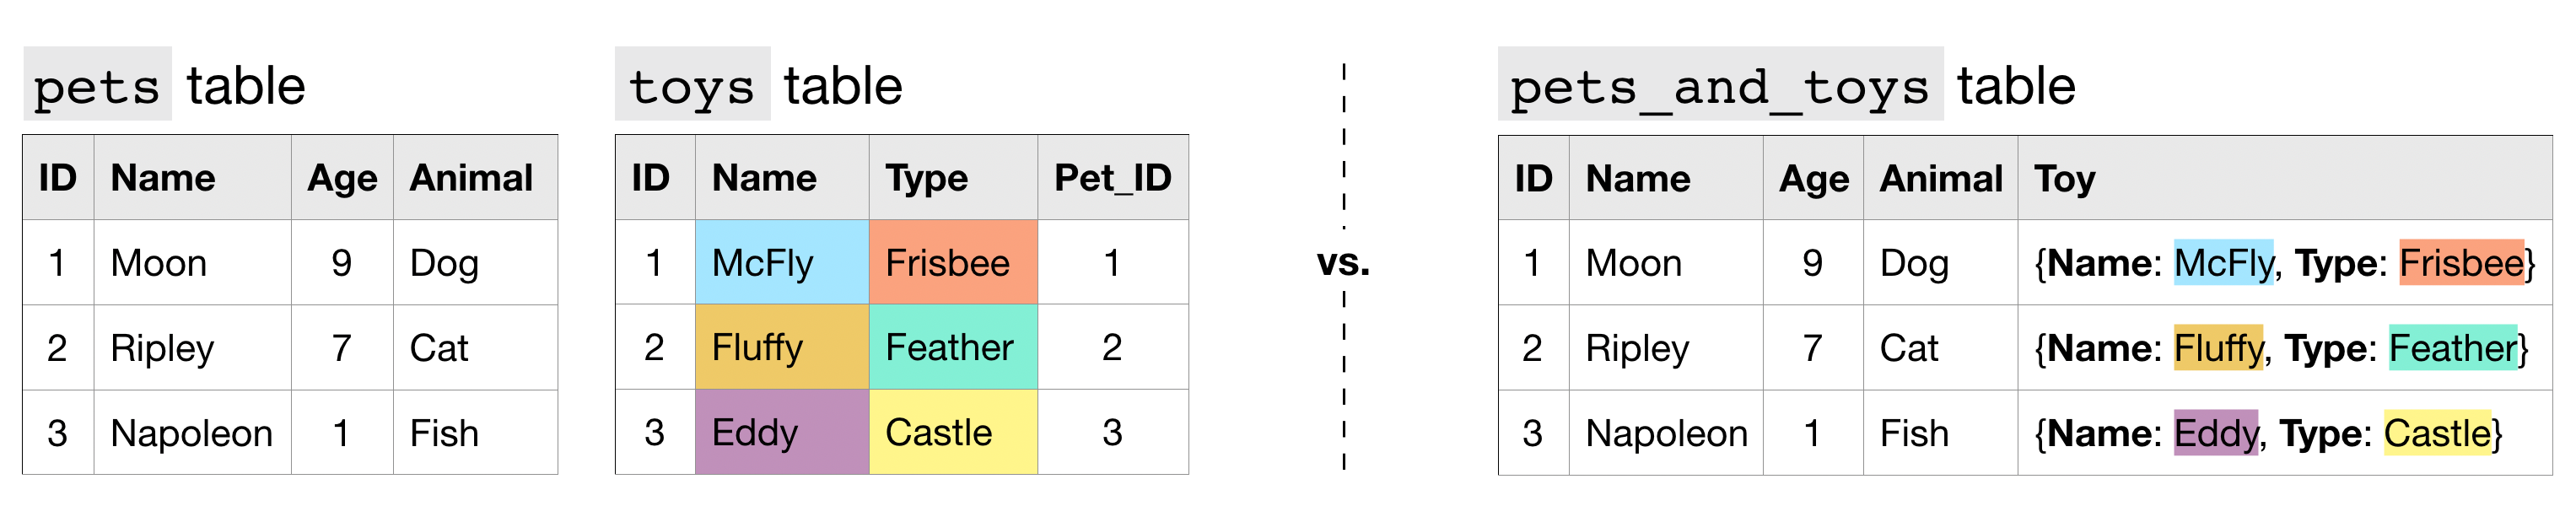 pets table
ID Name Age Animal
1 Moon 9 Dog
2 Ripley 7 Cat
3 Napoleon 1 Fish
toys table
ID Name Type Pet_ID
1 McFly Frisbee 1
2 Fluffy Feather 2
3 Eddy Castle 3
vs.
pets_and_toys table
ID Name Age Animal Toy
1 Moon 9 Dog {Name: McFly, Type: Frisbee}
2 Ripley 7 Cat {Name: Fluffy, Type: Feather}
3 Napoleon 1 Fish {Name: Eddy, Type: Castle}